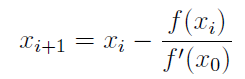 x_{i+1} = x_i - \frac{f(x_i)}{f'(x_0)}